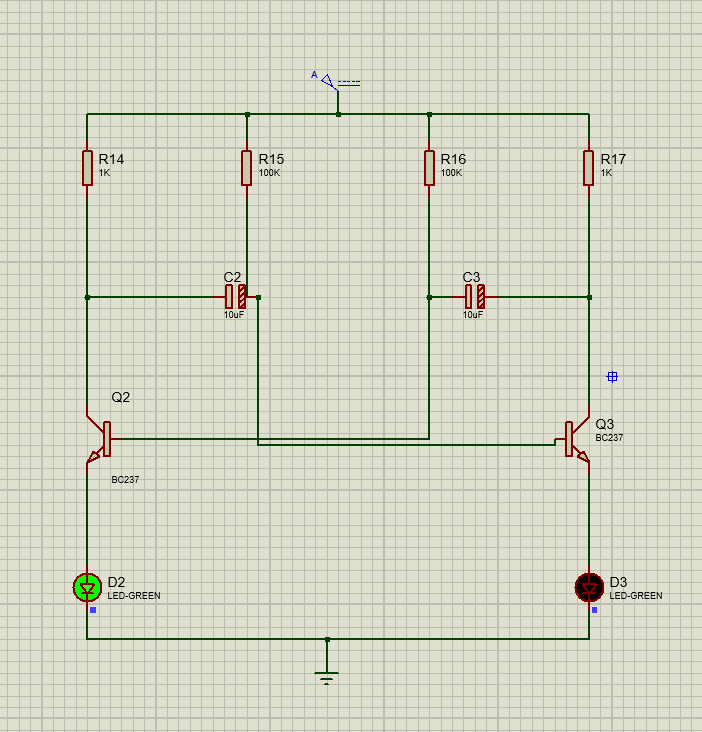 A
R14
1K
R15
100K
R16
100K
R17
1K
C2
10uF
C3
10uF
Q2
BC237
Q3
BC237
D2
LED-GREEN
D3
LED-GREEN